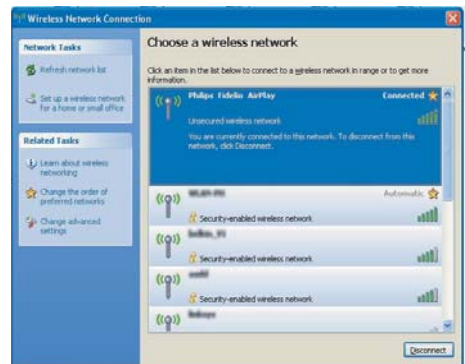 Wireless Network Connection
Network Tasks
Refresh network list
Set up a wireless network
for a home or small office
Related Tasks
Learn about wireless
networking
Change the order of
preferred networks
Change advanced
settings
Choose a wireless network
Click an item in the list below to connect to a wireless network in range or to get more
information.
Philips Fidelio AirPlay
Connected
Unsecured wireless network
You are currently connected to this network. To disconnect from this
network, click Disconnect.
Automatic
Security-enabled wireless network
Security-enabled wireless network
Security-enabled wireless network
Disconnect